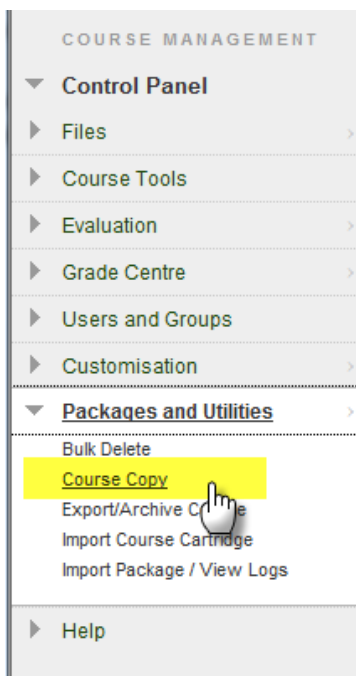 COURSE MANAGEMENT
Control Panel
Files
Course Tools
Evaluation
Grade Centre
Users and Groups
Customisation
Packages and Utilities
Bulk Delete
Course Copy
Export/Archive
Import Course Cartridge
Import Package / View Logs
Help